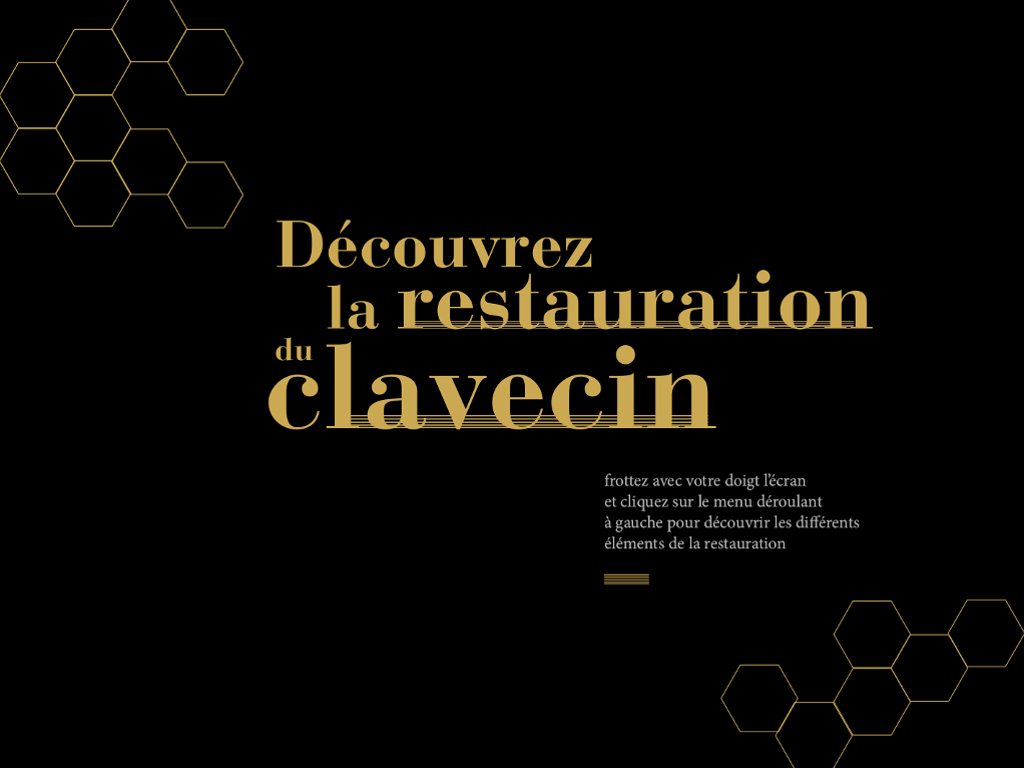 Découvrez
la restauration
du
clavecin
frottez avec votre doigt l'écran
et cliquez sur le menu déroulant
à gauche pour découvrir les différents
éléments de la restauration